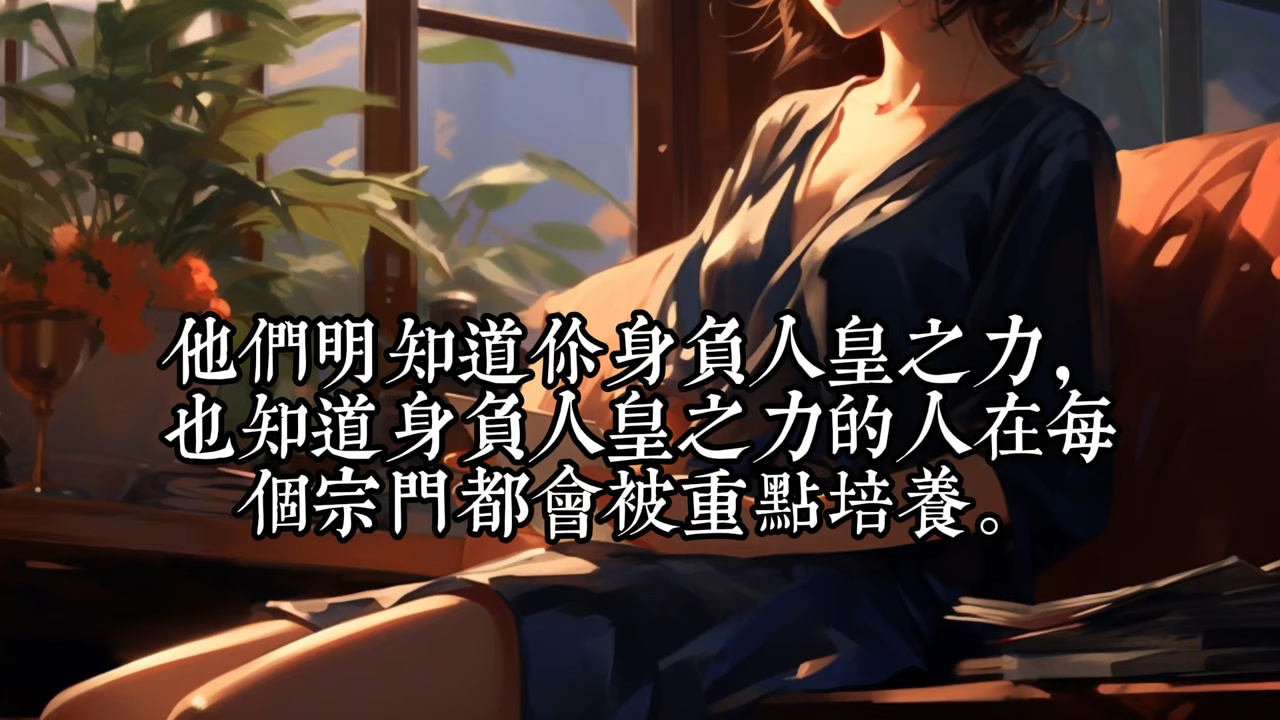 他們明知道你身負人皇之力，
也知道身負人皇之力的人在每
個宗門都會被重點培養。